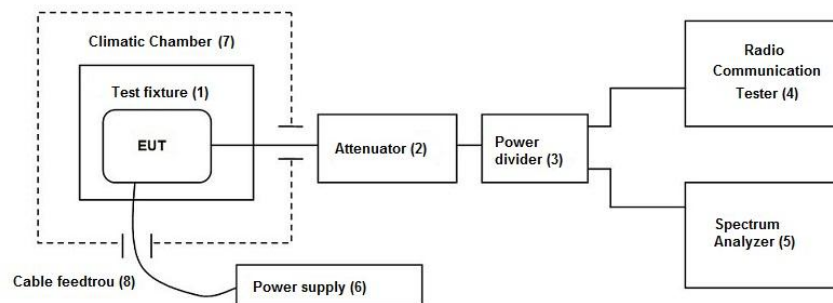 Climatic Chamber (7)
Test fixture (1)
EUT
Attenuator (2)
Power
divider (3)
Radio
Communication
Tester (4)
Spectrum
Analyzer (5)
Cable feedtrou (8)
Power supply (6)